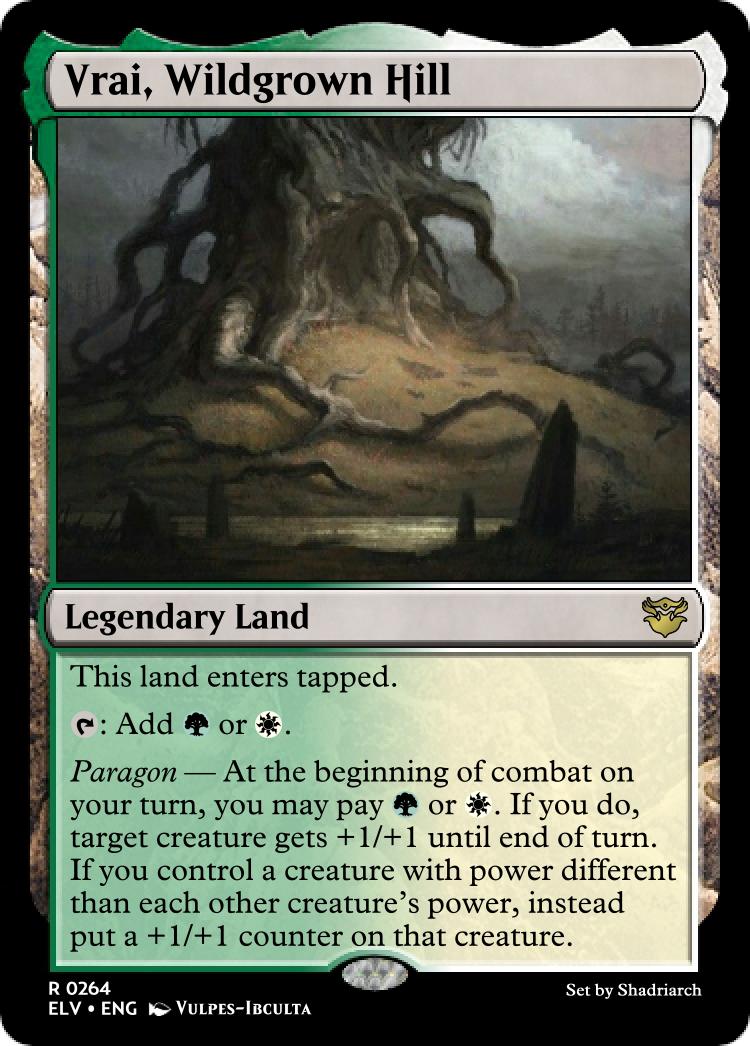 Vrai, Wildgrown Hill
Legendary Land
This land enters tapped.
: Add or .
Paragon — At the beginning of combat on
your turn, you may pay or . If you do,
target creature gets +1/+1 until end of turn.
If you control a creature with power different
than each other creature’s power, instead
put a +1/+1 counter on that creature.
R 0264
Set by Shadriarch
ELV • ENG Vulpes-Ibculta